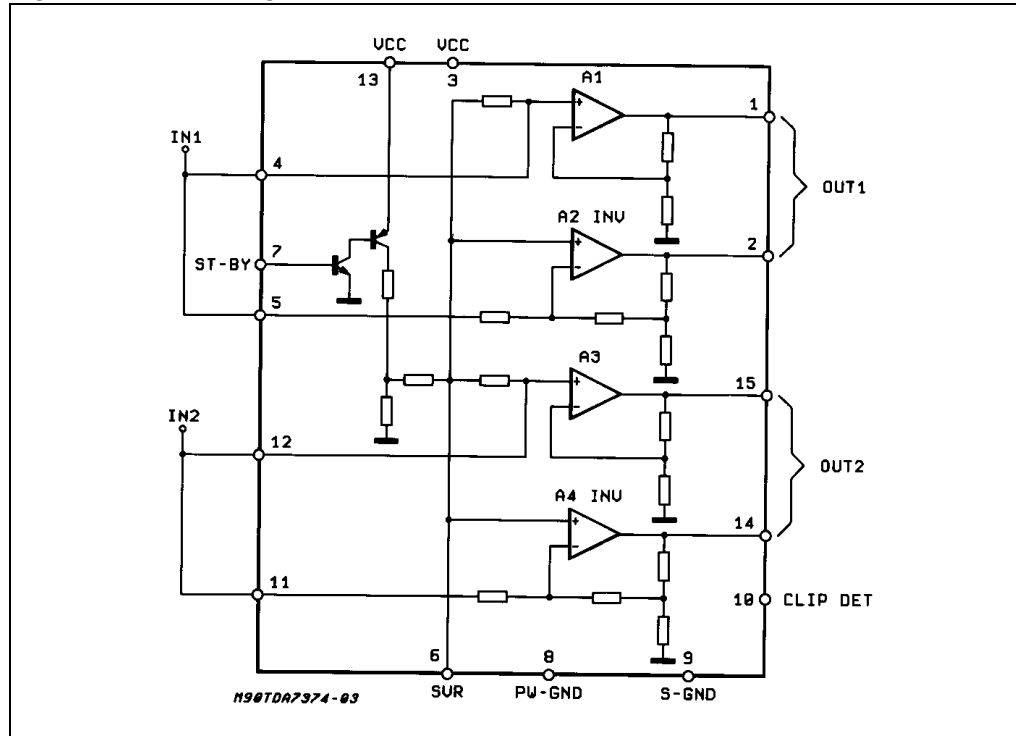 VCC VCC
13 3
A1
+
-
1
IN1
4
OUT1
A2 INV
+
-
2
7
ST-BY
5
A3
+
-
15
IN2
12
OUT2
A4 INV
+
-
14
11
10 CLIP DET
6 8 9
SVR PW-GND S-GND
M90TDA7374-03